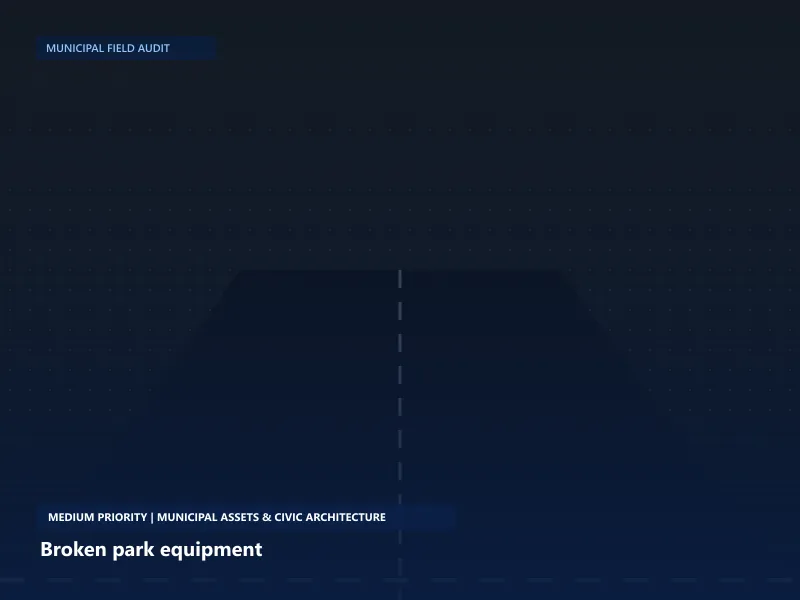 MUNICIPAL FIELD AUDIT
MEDIUM PRIORITY | MUNICIPAL ASSETS & CIVIC ARCHITECTURE
Broken park equipment